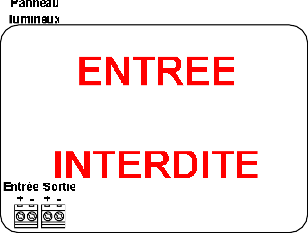 Panneau
lumineux
ENTREE
INTERDITE
Entrée Sortie
+ - + -